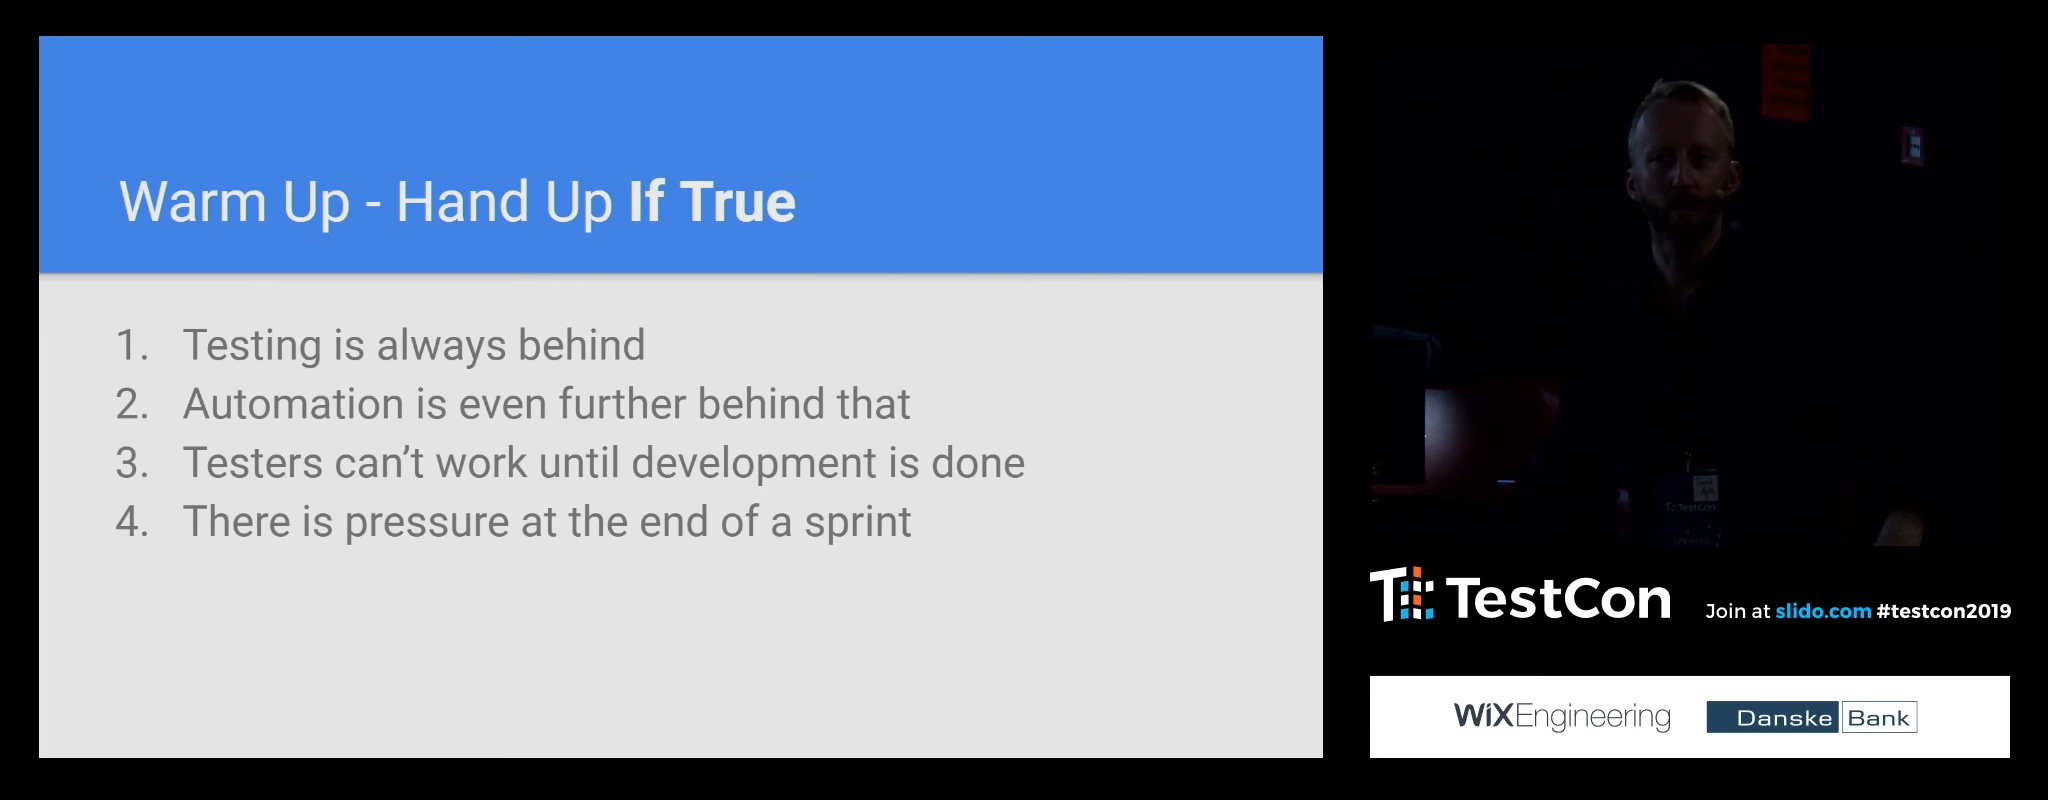 Warm Up - Hand Up If True
1. Testing is always behind
2. Automation is even further behind that
3. Testers can’t work until development is done
4. There is pressure at the end of a sprint
TestCon
TestCon
Join at slido.com #testcon2019
WiXEngineering
Danske Bank